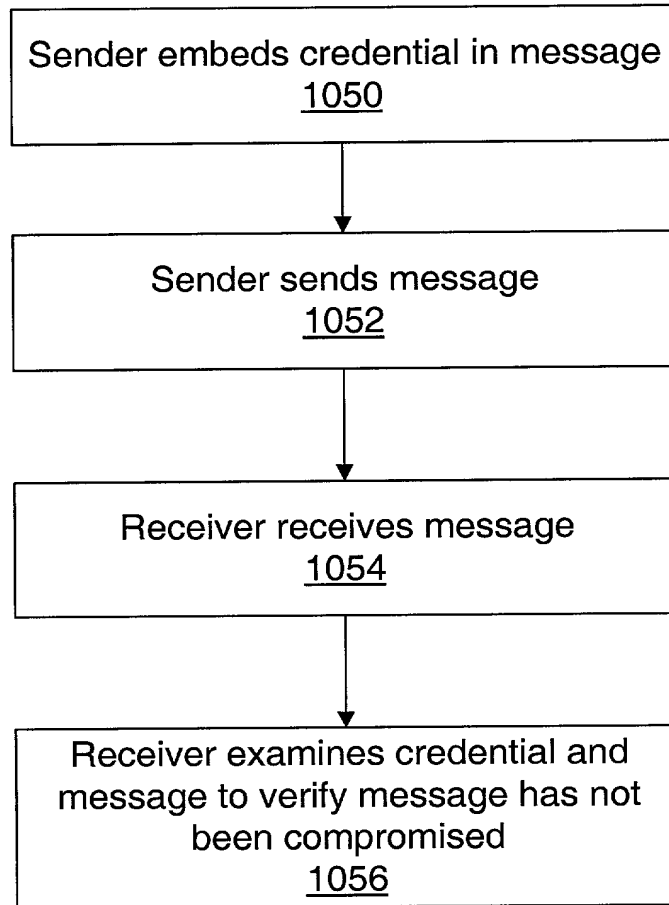 Sender embeds credential in message
1050
Sender sends message
1052
Receiver receives message
1054
Receiver examines credential and
message to verify message has not
been compromised
1056